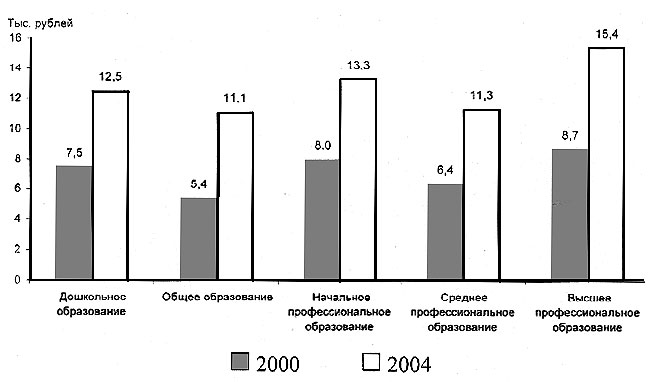 Тыс. рублей
16
14
12
10
8
6
4
2
0
7,5
12,5
5,4
11,1
8,0
13,3
6,4
11,3
8,7
15,4
Дошкольное
образование
Общее образование
Начальное
профессиональное
образование
Среднее
профессиональное
образование
Высшее
профессиональное
образование
2000
2004